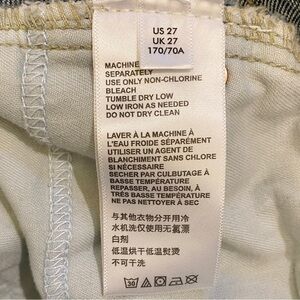 US 27
UK 27
170/70A
MACHINE
SEPARATELY
USE ONLY NON-CHLORINE
BLEACH
TUMBLE DRY LOW
LOW IRON AS NEEDED
DO NOT DRY CLEAN
LAVER À LA MACHINE À
L'EAU FROIDE SÉPARÉMENT
UTILISER UN AGENT DE
BLANCHIMENT SANS CHLORE
SI NÉCESSAIRE
SECHER PAR CULBUTAGE À
BASSE TEMPÉRATURE
REPASSER, AU BESOIN, À
TRÈS BASSE TEMPÉRATURE
NE PAS NETTOYER À SEC
与其他衣物分开用冷
水机洗仅使用无氯漂
白剂
低温烘干低温熨烫
不可干洗
30